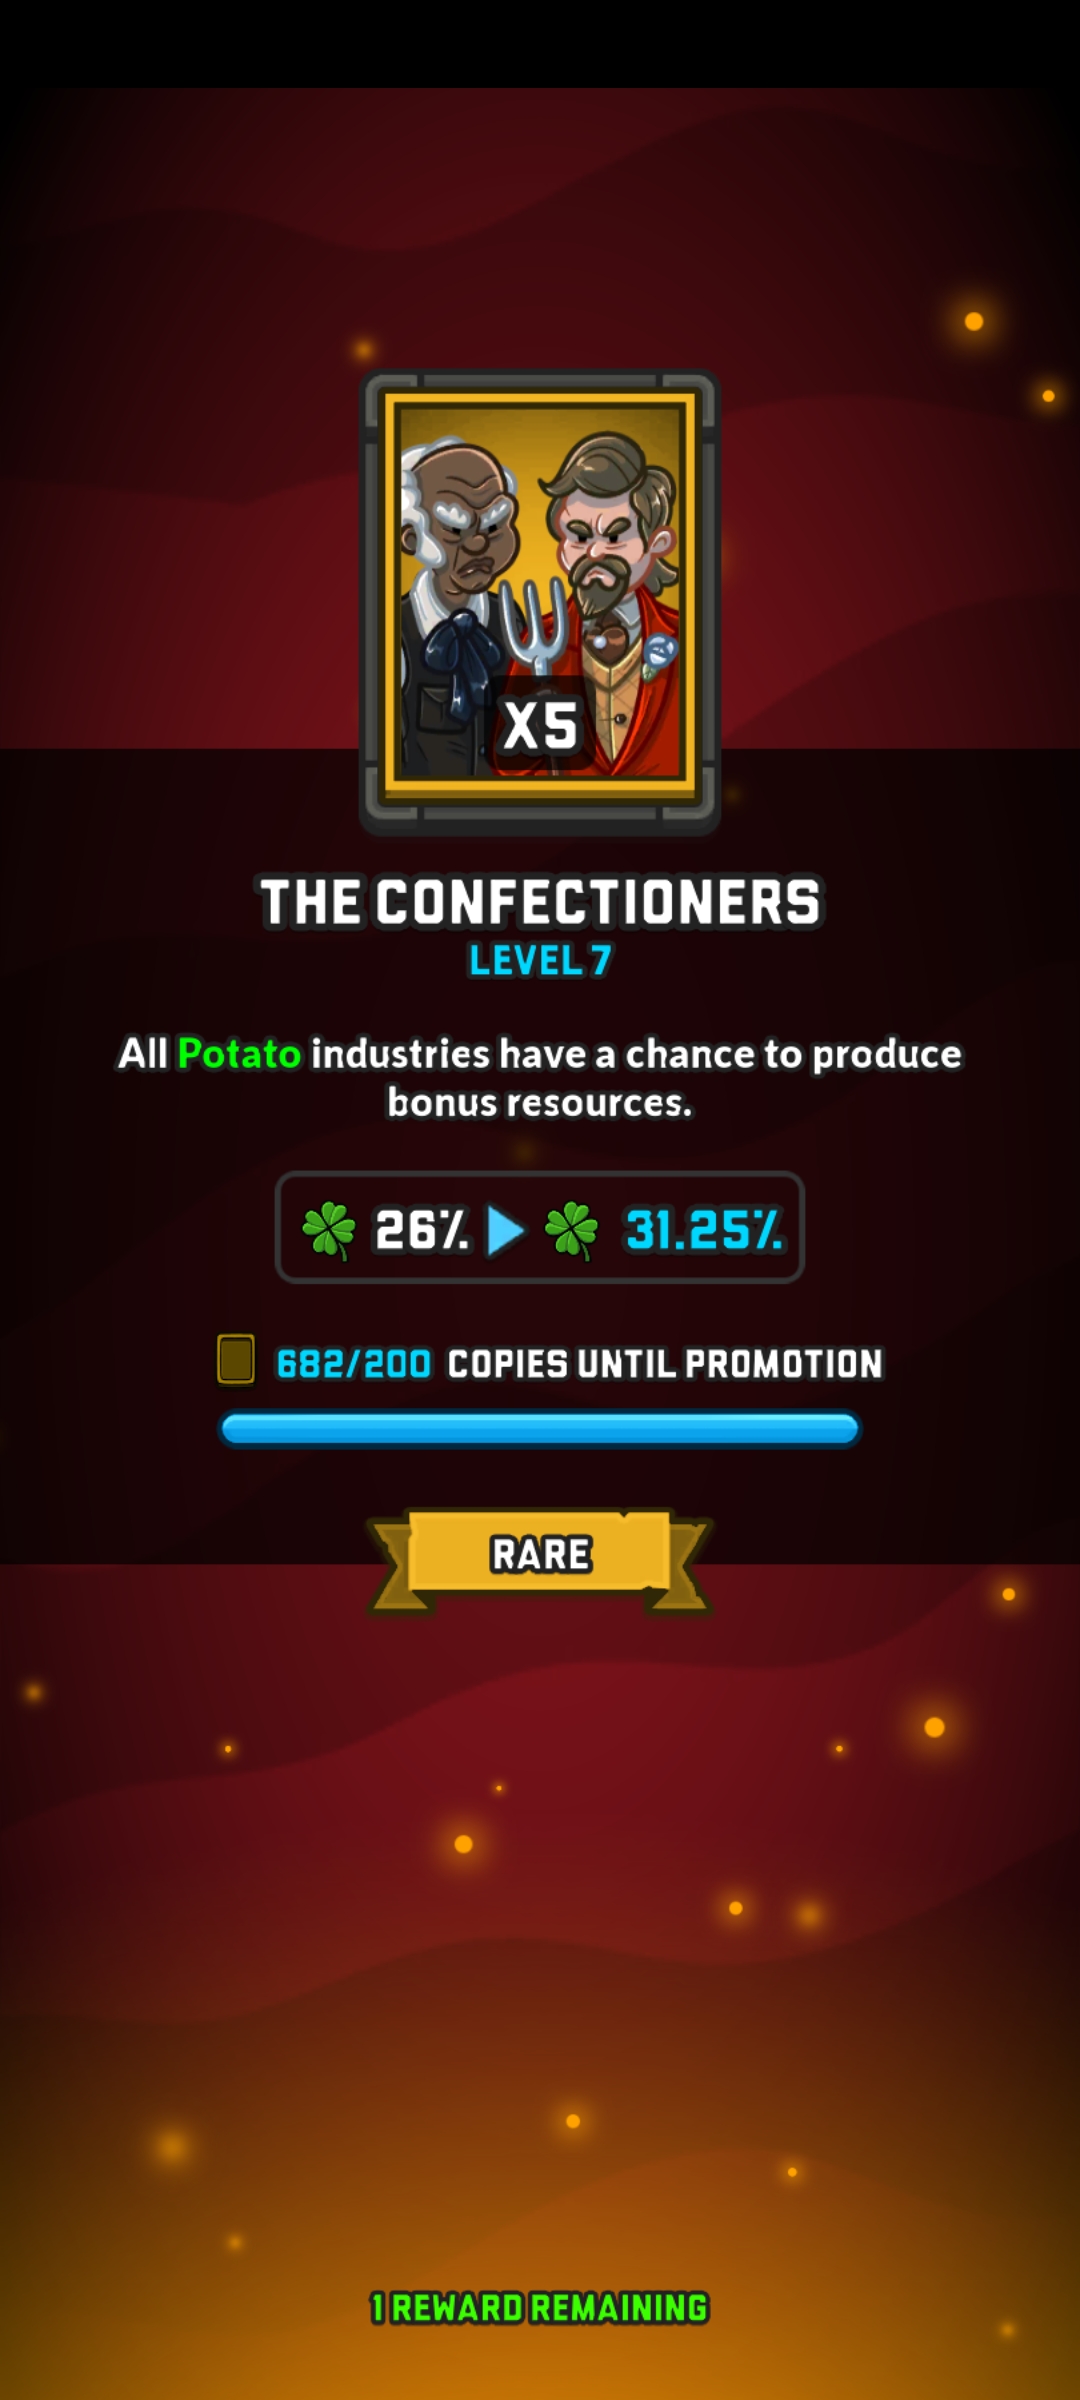 X5
THE CONFECTIONERS
LEVEL 7
All Potato industries have a chance to produce
bonus resources.
26% 31.25%
682/200 COPIES UNTIL PROMOTION
RARE
1 REWARD REMAINING